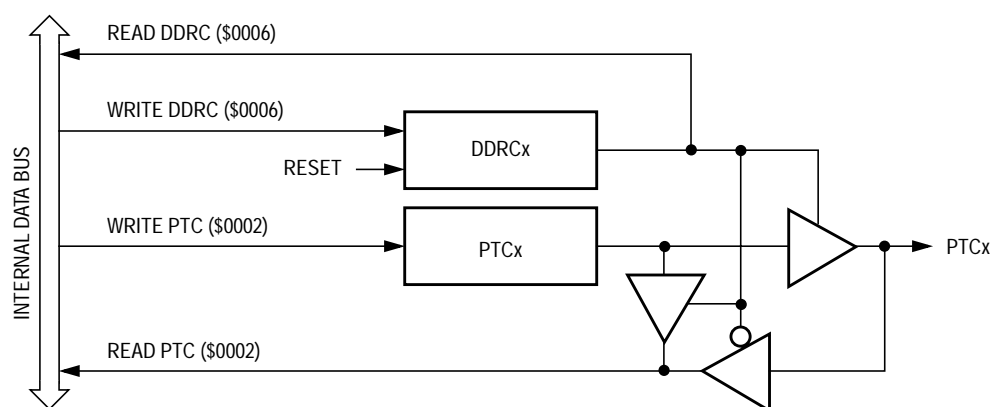 READ DDRC ($0006)
WRITE DDRC ($0006)
DDRCx
RESET
WRITE PTC ($0002)
PTCx
PTCx
READ PTC ($0002)
INTERNAL DATA BUS